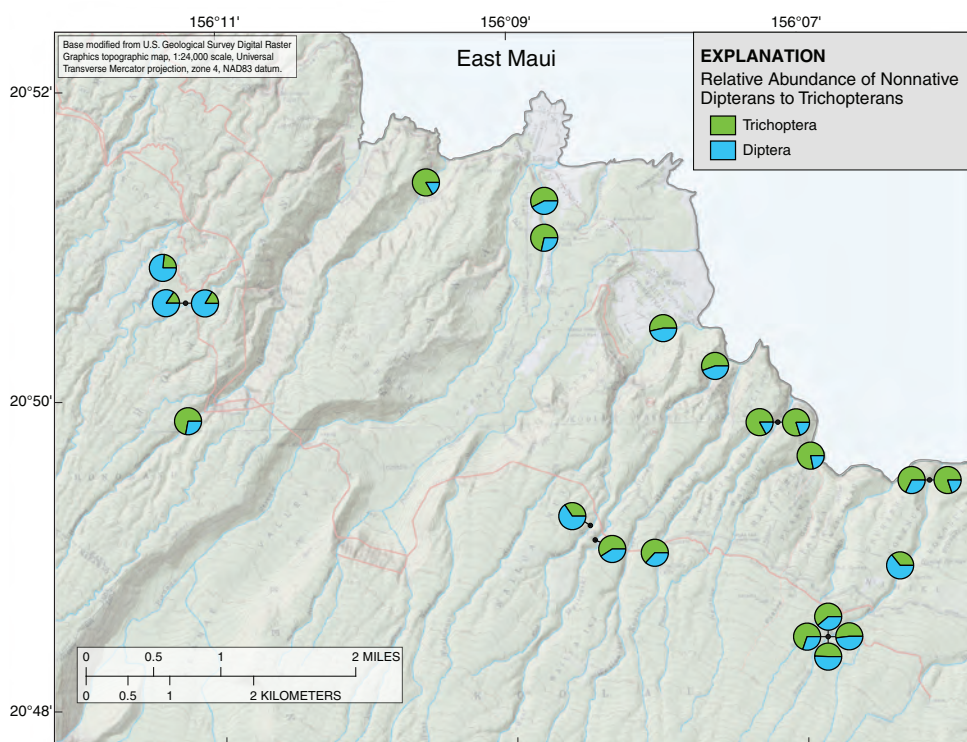 156°11'
156°09'
156°07'
Base modified from U.S. Geological Survey Digital Raster
Graphics topographic map, 1:24,000 scale, Universal
Transverse Mercator projection, zone 4, NAD83 datum.
East Maui
EXPLANATION
Relative Abundance of Nonnative
Dipterans to Trichopterans
Trichoptera
Diptera
20°52'
20°50'
20°48'
0 0.5 1 2 MILES
0 0.5 1 2 KILOMETERS